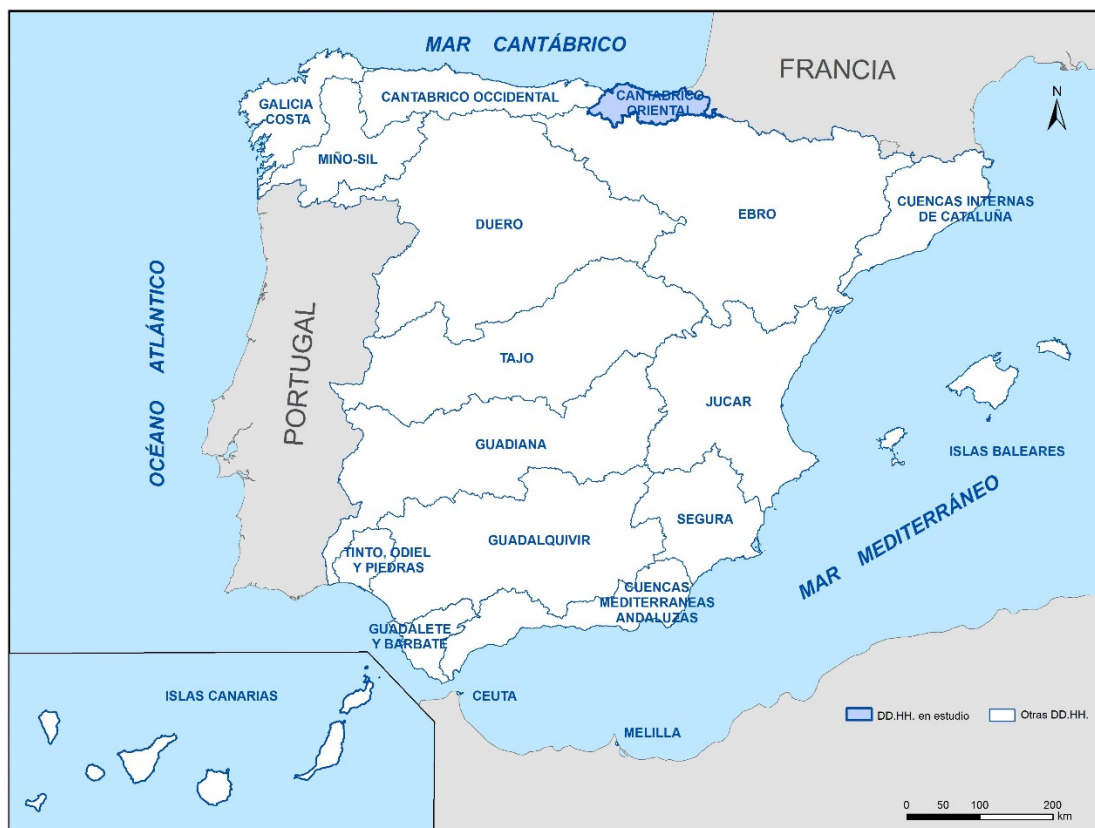 MAR CANTÁBRICO
FRANCIA
N
GALICIA
COSTA
CANTABRICO OCCIDENTAL
CANTABRICO
ORIENTAL
MIÑO-SIL
CUENCAS INTERNAS
DE CATALUÑA
DUERO
EBRO
OCÉANO ATLÁNTICO
PORTUGAL
TAJO
JUCAR
GUADIANA
ISLAS BALEARES
SEGURA
GUADALQUIVIR
TINTO, ODIEL
Y PIEDRAS
MAR MEDITERRÁNEO
CUENCAS
MEDITERRANEAS
ANDALUZAS
GUADALETE
Y BARBATE
ISLAS CANARIAS
CEUTA
MELILLA
DD.HH. en estudio
Otras DD.HH.
0 50 100 200
km